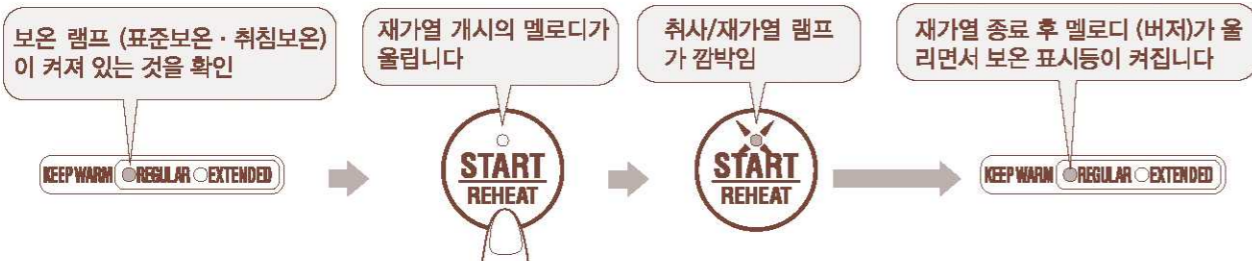 보온 램프 (표준보온 · 취침보온)
이 켜져 있는 것을 확인
재가열 개시의 멜로디가
울립니다
취사/재가열 램프
가 깜박임
재가열 종료 후 멜로디 (버저)가 울
리면서 보온 표시등이 켜집니다
KEEP WARM REGULAR EXTENDED
START
REHEAT
START
REHEAT
KEEP WARM REGULAR EXTENDED